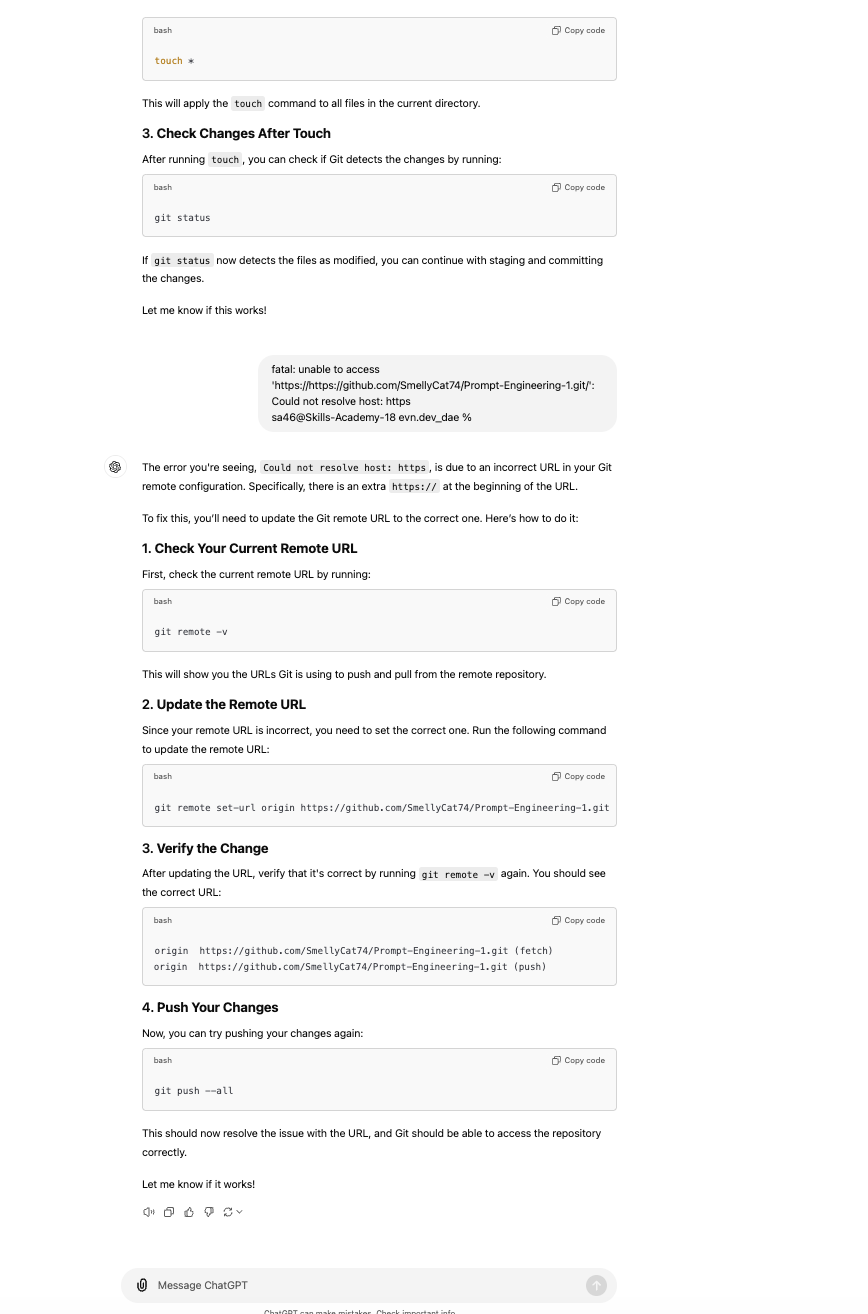 bash
Copy code
touch *
This will apply the touch command to all files in the current directory.
3. Check Changes After Touch
After running touch, you can check if Git detects the changes by running:
bash
Copy code
git status
If git status now detects the files as modified, you can continue with staging and committing
the changes.
Let me know if this works!
fatal: unable to access
'https://https://github.com/SmellyCat74/Prompt-Engineering-1.git/':
Could not resolve host: https
sa46@Skills-Academy-18 evn.dev_dae %
The error you're seeing, Could not resolve host: https, is due to an incorrect URL in your Git
remote configuration. Specifically, there is an extra https:// at the beginning of the URL.
To fix this, you'll need to update the Git remote URL to the correct one. Here's how to do it:
1. Check Your Current Remote URL
First, check the current remote URL by running:
bash
Copy code
git remote -v
This will show you the URLs Git is using to push and pull from the remote repository.
2. Update the Remote URL
Since your remote URL is incorrect, you need to set the correct one. Run the following command
to update the remote URL:
bash
Copy code
git remote set-url origin https://github.com/SmellyCat74/Prompt-Engineering-1.git
3. Verify the Change
After updating the URL, verify that it's correct by running git remote -v again. You should see
the correct URL:
bash
Copy code
origin  https://github.com/SmellyCat74/Prompt-Engineering-1.git (fetch)
origin  https://github.com/SmellyCat74/Prompt-Engineering-1.git (push)
4. Push Your Changes
Now, you can try pushing your changes again:
bash
Copy code
git push --all
This should now resolve the issue with the URL, and Git should be able to access the repository
correctly.
Let me know if it works!
Message ChatGPT
ChatGPT can make mistakes. Check important info.